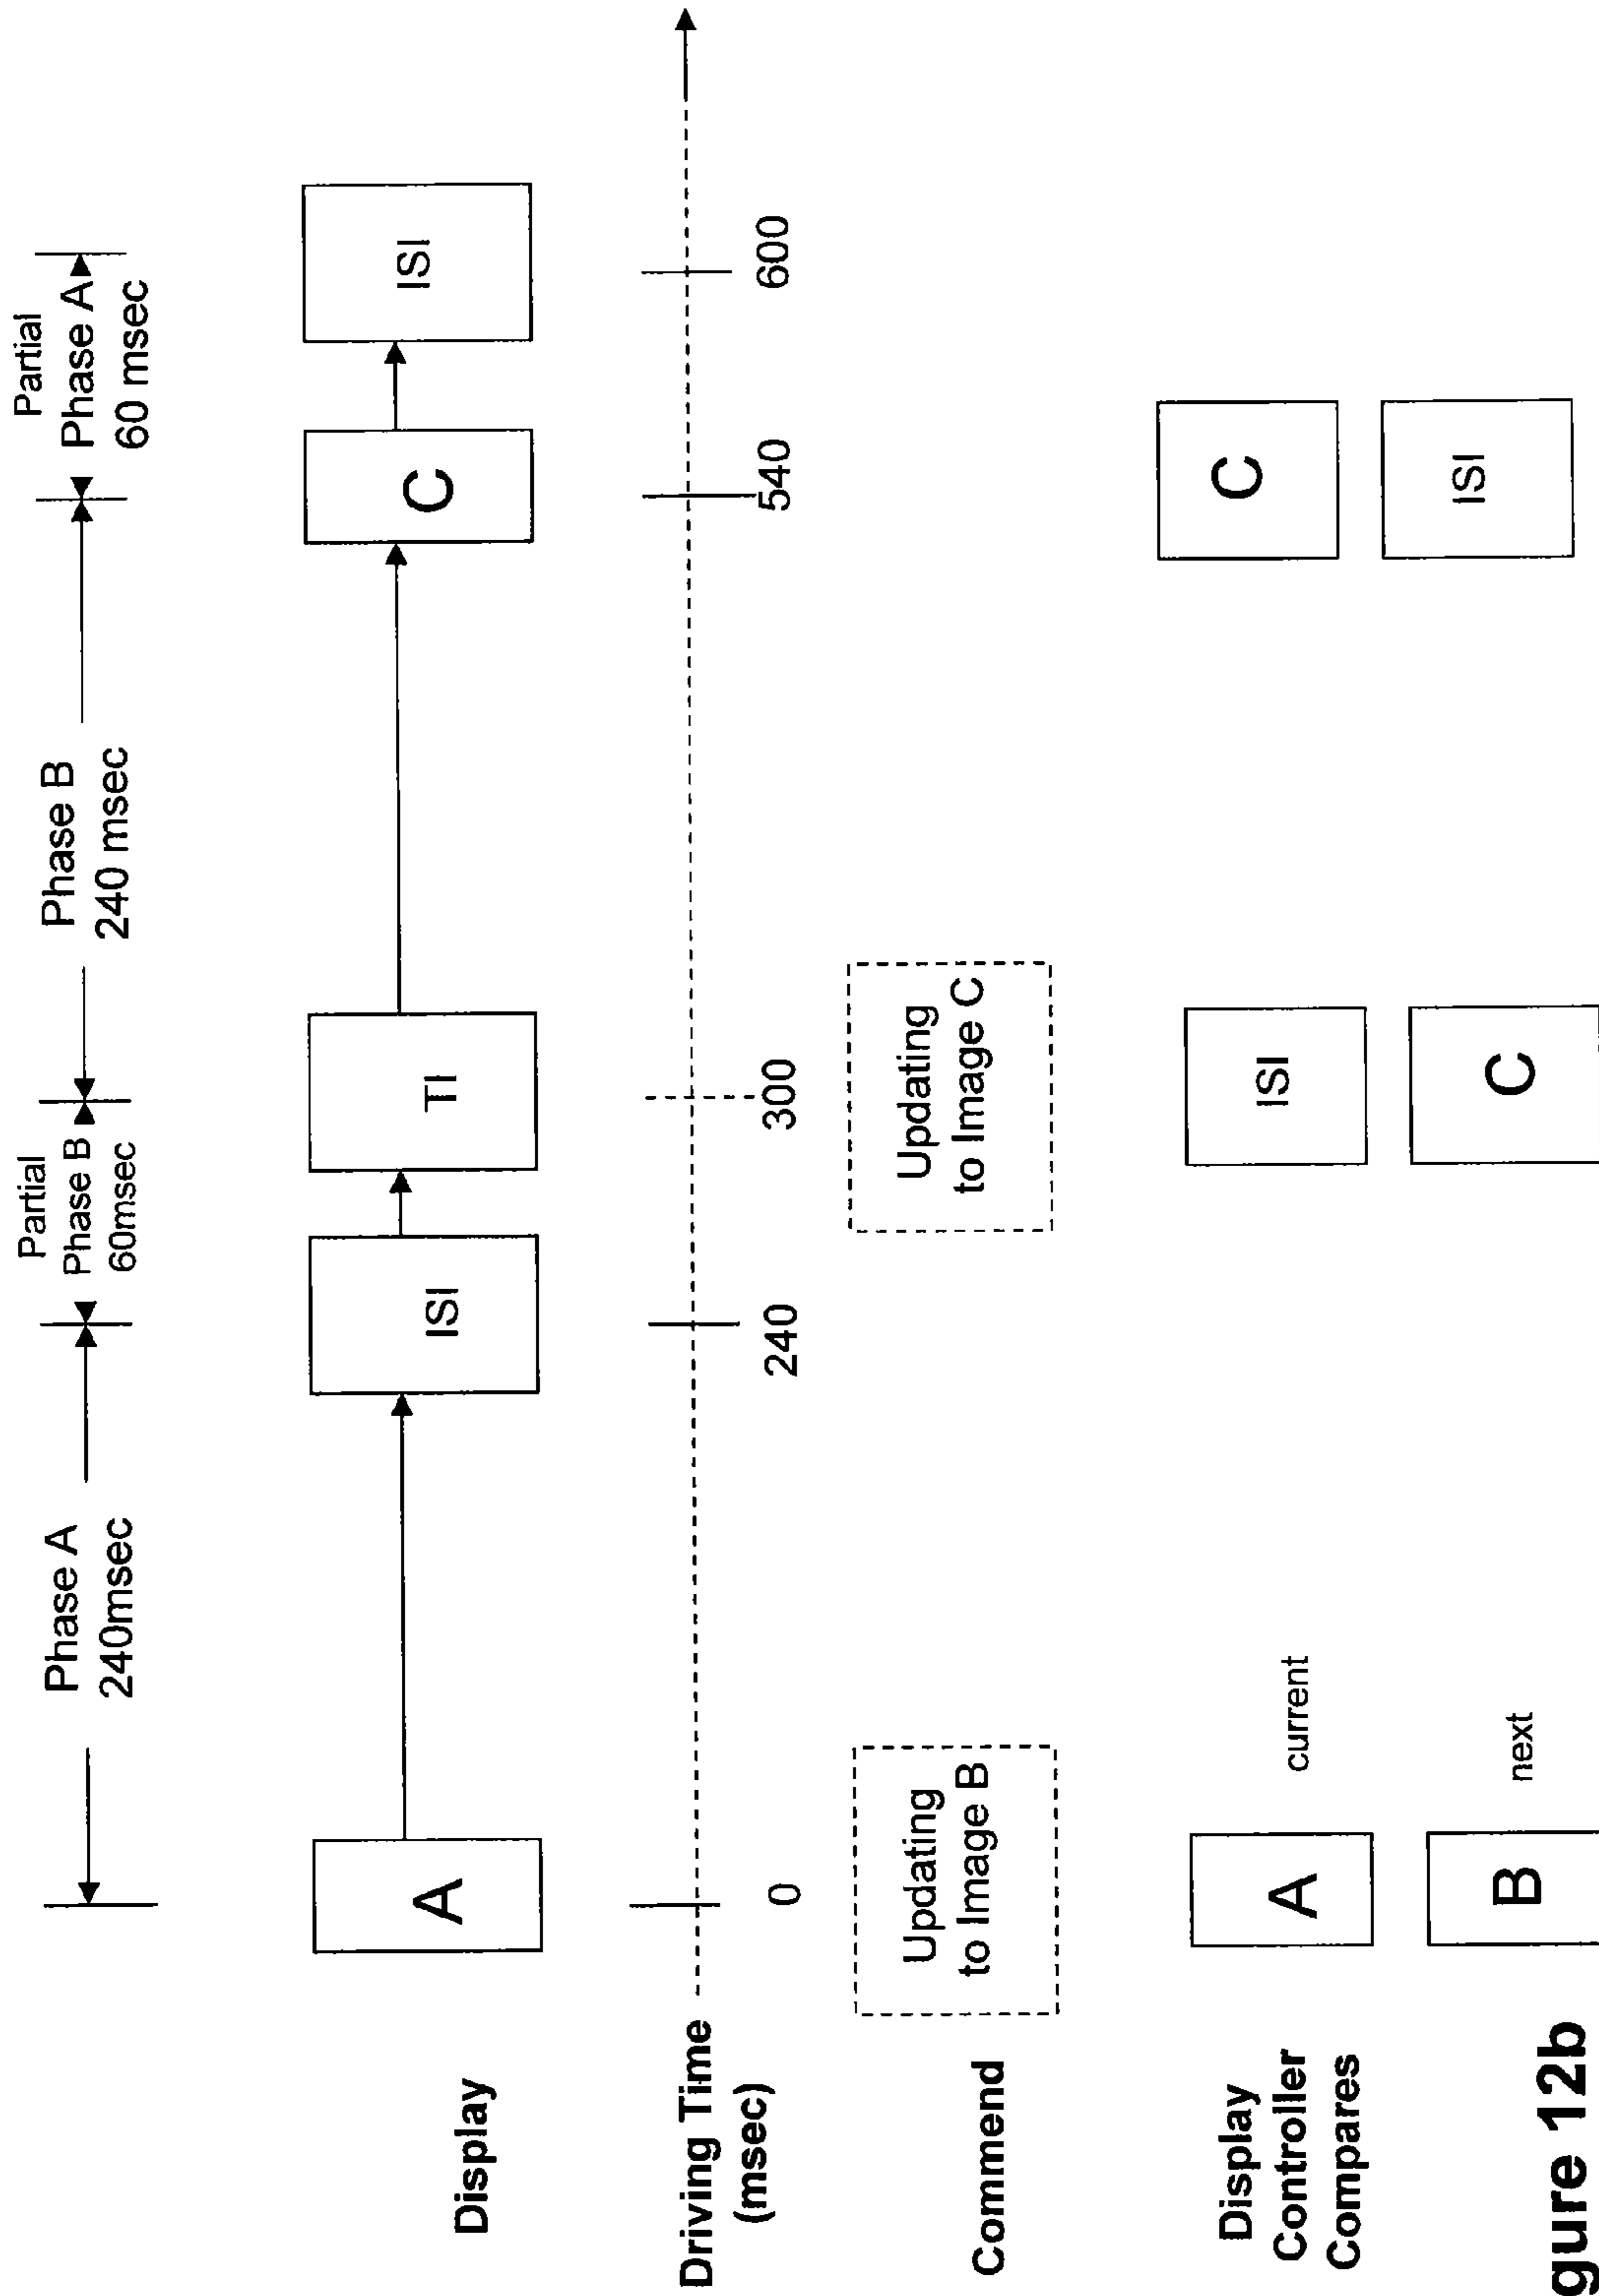 Phase A
240msec
Partial
Phase B
60msec
Phase B
240 msec
Partial
Phase A
60 msec
Display
A
ISI
TI
C
ISI
Driving Time
(msec)
0
240
300
540
600
Commend
Updating
to Image B
Updating
to Image C
Display
Controller
Compares
A
current
ISI
C
B
next
C
ISI
gure 12b